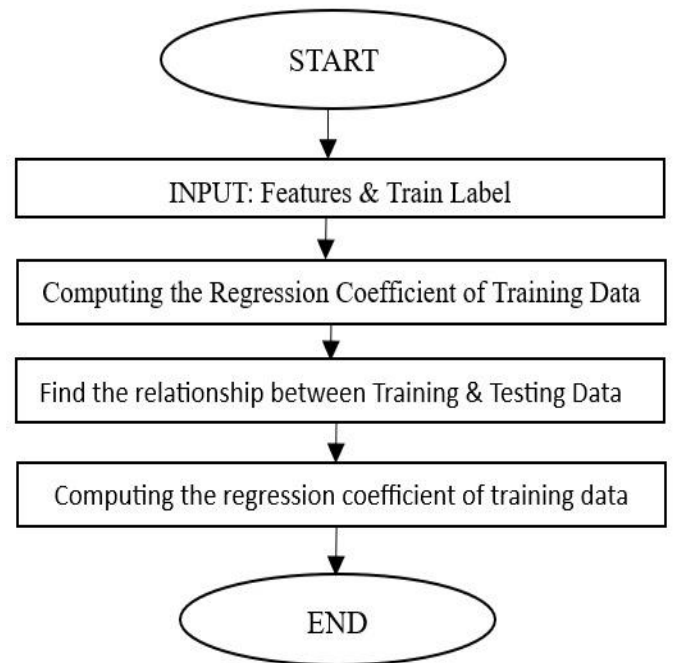 START
INPUT: Features & Train Label
Computing the Regression Coefficient of Training Data
Find the relationship between Training & Testing Data
Computing the regression coefficient of training data
END